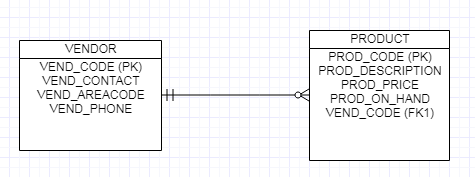 VENDOR
VEND_CODE (PK)
VEND_CONTACT
VEND_AREACODE
VEND_PHONE
PRODUCT
PROD_CODE (PK)
PROD_DESCRIPTION
PROD_PRICE
PROD_ON_HAND
VEND_CODE (FK1)